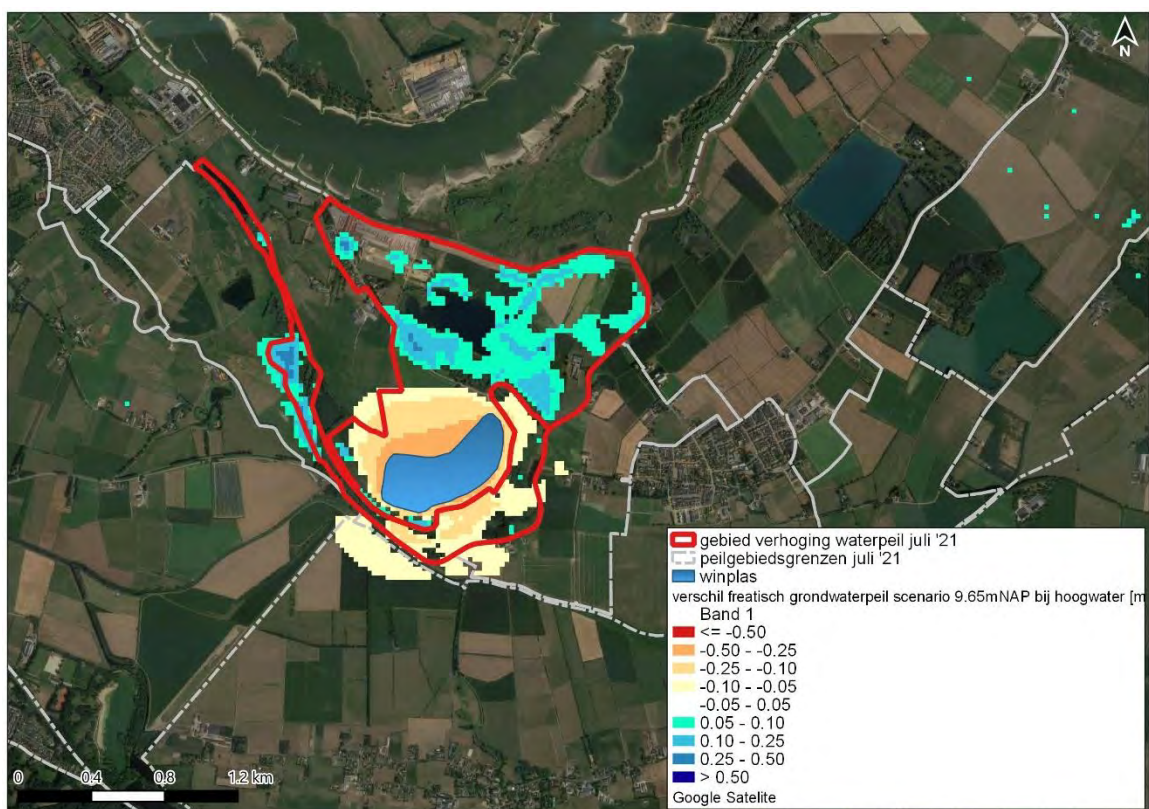 N
gebied verhoging waterpeil juli '21
peilgebiedsgrenzen juli '21
winplas
verschil freatisch grondwaterpeil scenario 9.65mNAP bij hoogwater [m
Band 1
<= -0.50
-0.50 - -0.25
-0.25 - -0.10
-0.10 - -0.05
-0.05 - 0.05
0.05 - 0.10
0.10 - 0.25
0.25 - 0.50
> 0.50
Google Satelite
0 0.4 0.8 1.2 km